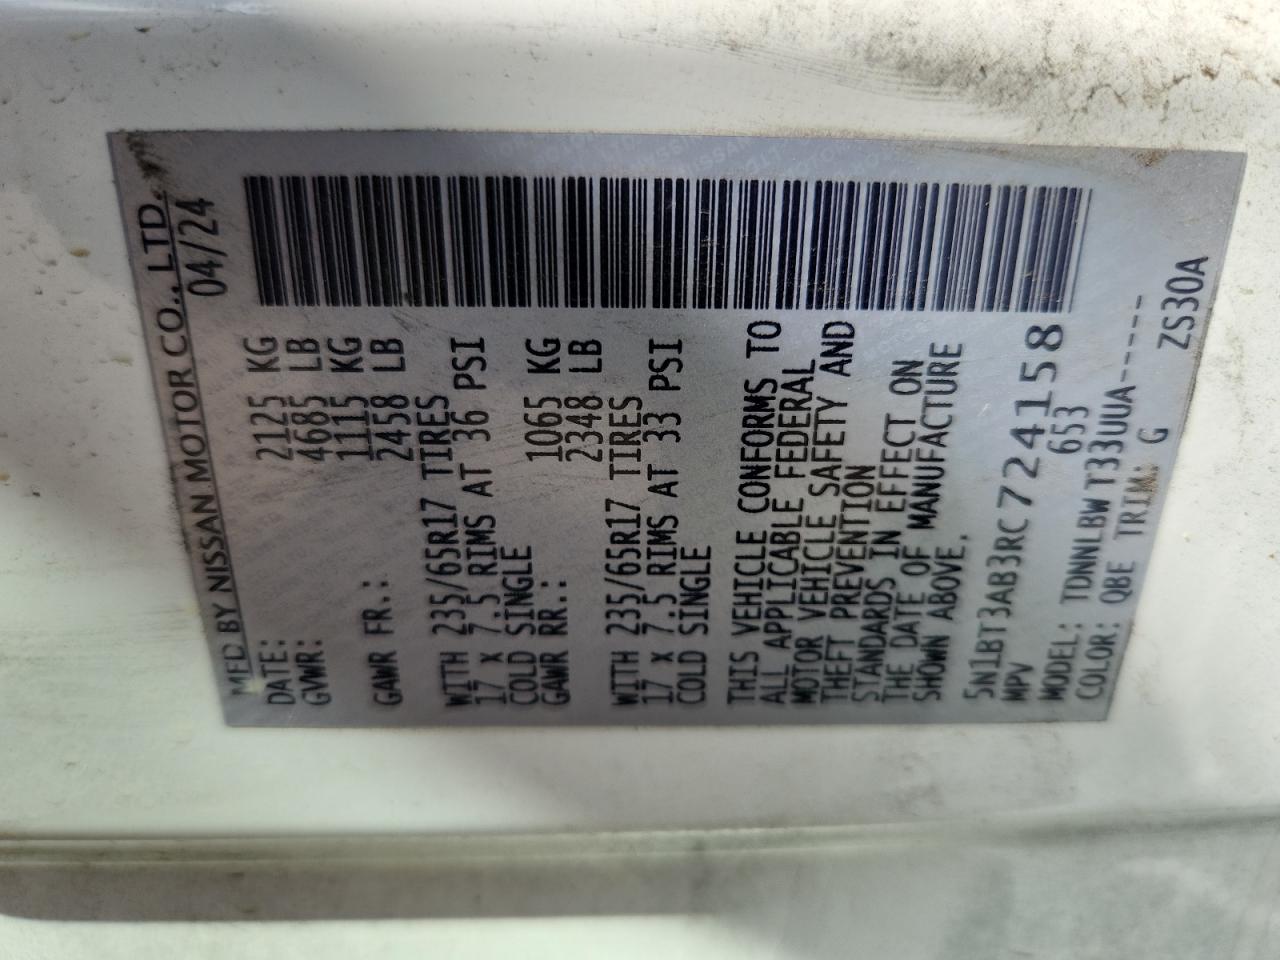 MFD BY NISSAN MOTOR CO., LTD.
DATE: 04/24
GVWR: 2125 KG
4685 LB
GAWR FR.: 1115 KG
2458 LB
WITH 235/65R17 TIRES
17 x 7.5 RIMS AT 36 PSI
COLD SINGLE
GAWR RR.: 1065 KG
2348 LB
WITH 235/65R17 TIRES
17 x 7.5 RIMS AT 33 PSI
COLD SINGLE
THIS VEHICLE CONFORMS TO
ALL APPLICABLE FEDERAL
MOTOR VEHICLE SAFETY AND
THEFT PREVENTION
STANDARDS IN EFFECT ON
THE DATE OF MANUFACTURE
SHOWN ABOVE.
5N1BT3AB3RC724158
MPV 653
MODEL: TDNNLBW T33UUA-----
COLOR: QBE TRIM: G ZS30A